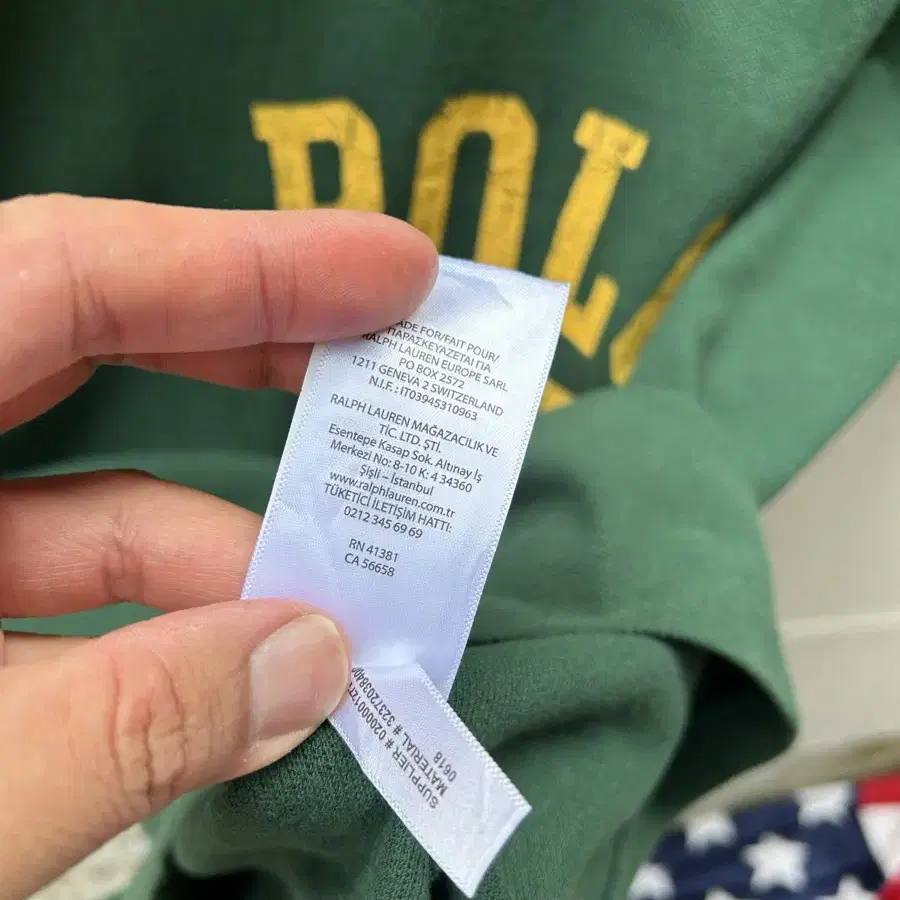 POLO
ADE FOR/FAIT POUR/
ΠΑΡΑΣΚΕΥΑΖΕΤΑΙ ΓΙΑ
RALPH LAUREN EUROPE SARL
PO BOX 2572
1211 GENEVA 2 SWITZERLAND
N.I.F. : IT03945310963
RALPH LAUREN MAĞAZACILIK VE
TİC. LTD. ŞTİ.
Esentepe Kasap Sok. Altınay İş
Merkezi No: 8-10 K: 4 34360
Şişli – İstanbul
www.ralphlauren.com.tr
TÜKETİCİ İLETİŞİM HATTI:
0212 345 69 69
RN 41381
CA 56658
SUPPLIER #
MATERIAL #
0618